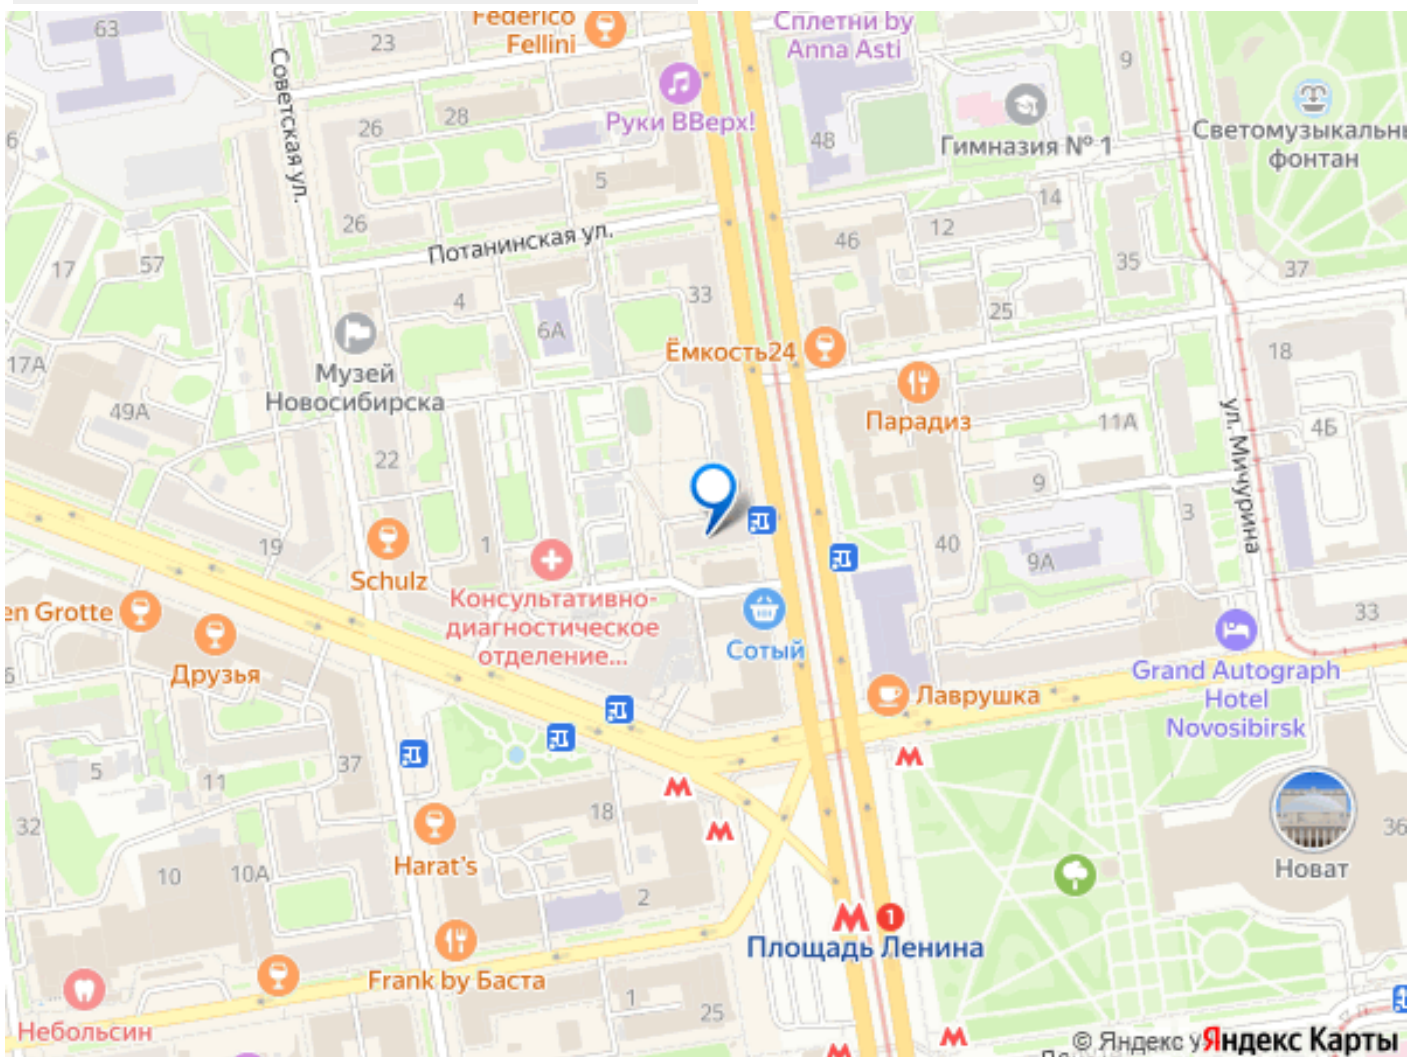 63
23
Federico
Fellini
Сплетни by
Anna Asti
9
Советская ул.
28
26
Руки ВВерх!
48
Гимназия № 1
Светомузыкальны
фонтан
6
5
14
26
12
Потанинская ул.
46
17
57
35
37
4
33
6А
25
Ёмкость24
18
17А
Музей
Новосибирска
Парадиз
49А
11А
4Б
22
ул. Мичурина
9
3
19
1
40
9А
Schulz
en Grotte
Консультативно-
диагностическое
отделение...
Сотый
33
Друзья
Лаврушка
Grand Autograph
Hotel
Novosibirsk
5
11
37
18
32
36
Harat's
10
10А
Новат
2
1
Площадь Ленина
Frank by Баста
1
25
Небольсин
© Яндекс У
Яндекс Карты